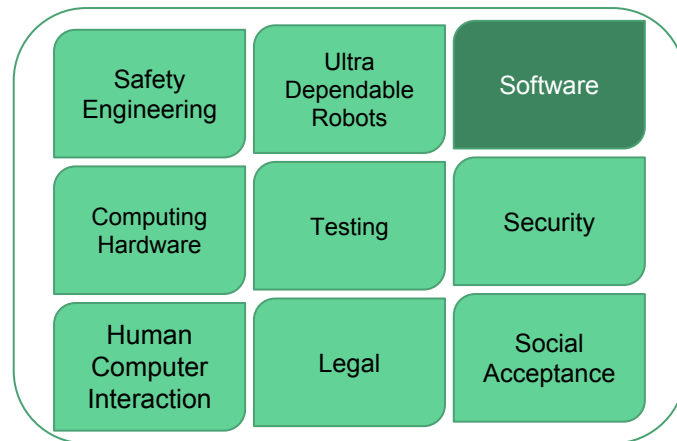 Safety
Engineering
Ultra
Dependable
Robots
Software
Computing
Hardware
Testing
Security
Human
Computer
Interaction
Legal
Social
Acceptance